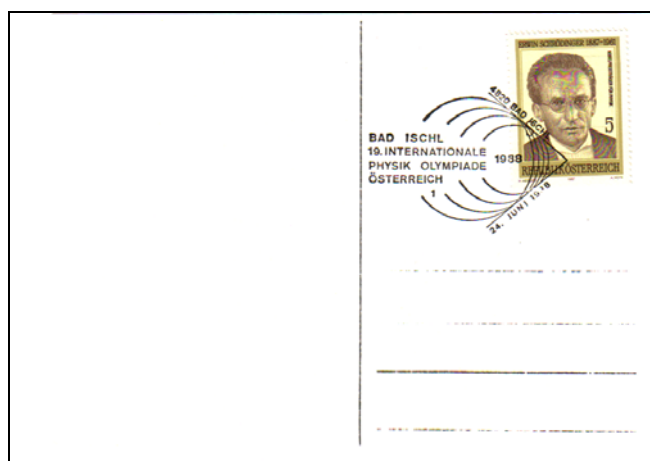 ERWIN SCHRÖDINGER 1887-1961
5
REPUBLIK ÖSTERREICH
4820 BAD ISCHL
BAD ISCHL
19. INTERNATIONALE
PHYSIK OLYMPIADE
ÖSTERREICH
1
1988
24. JUNI 1988